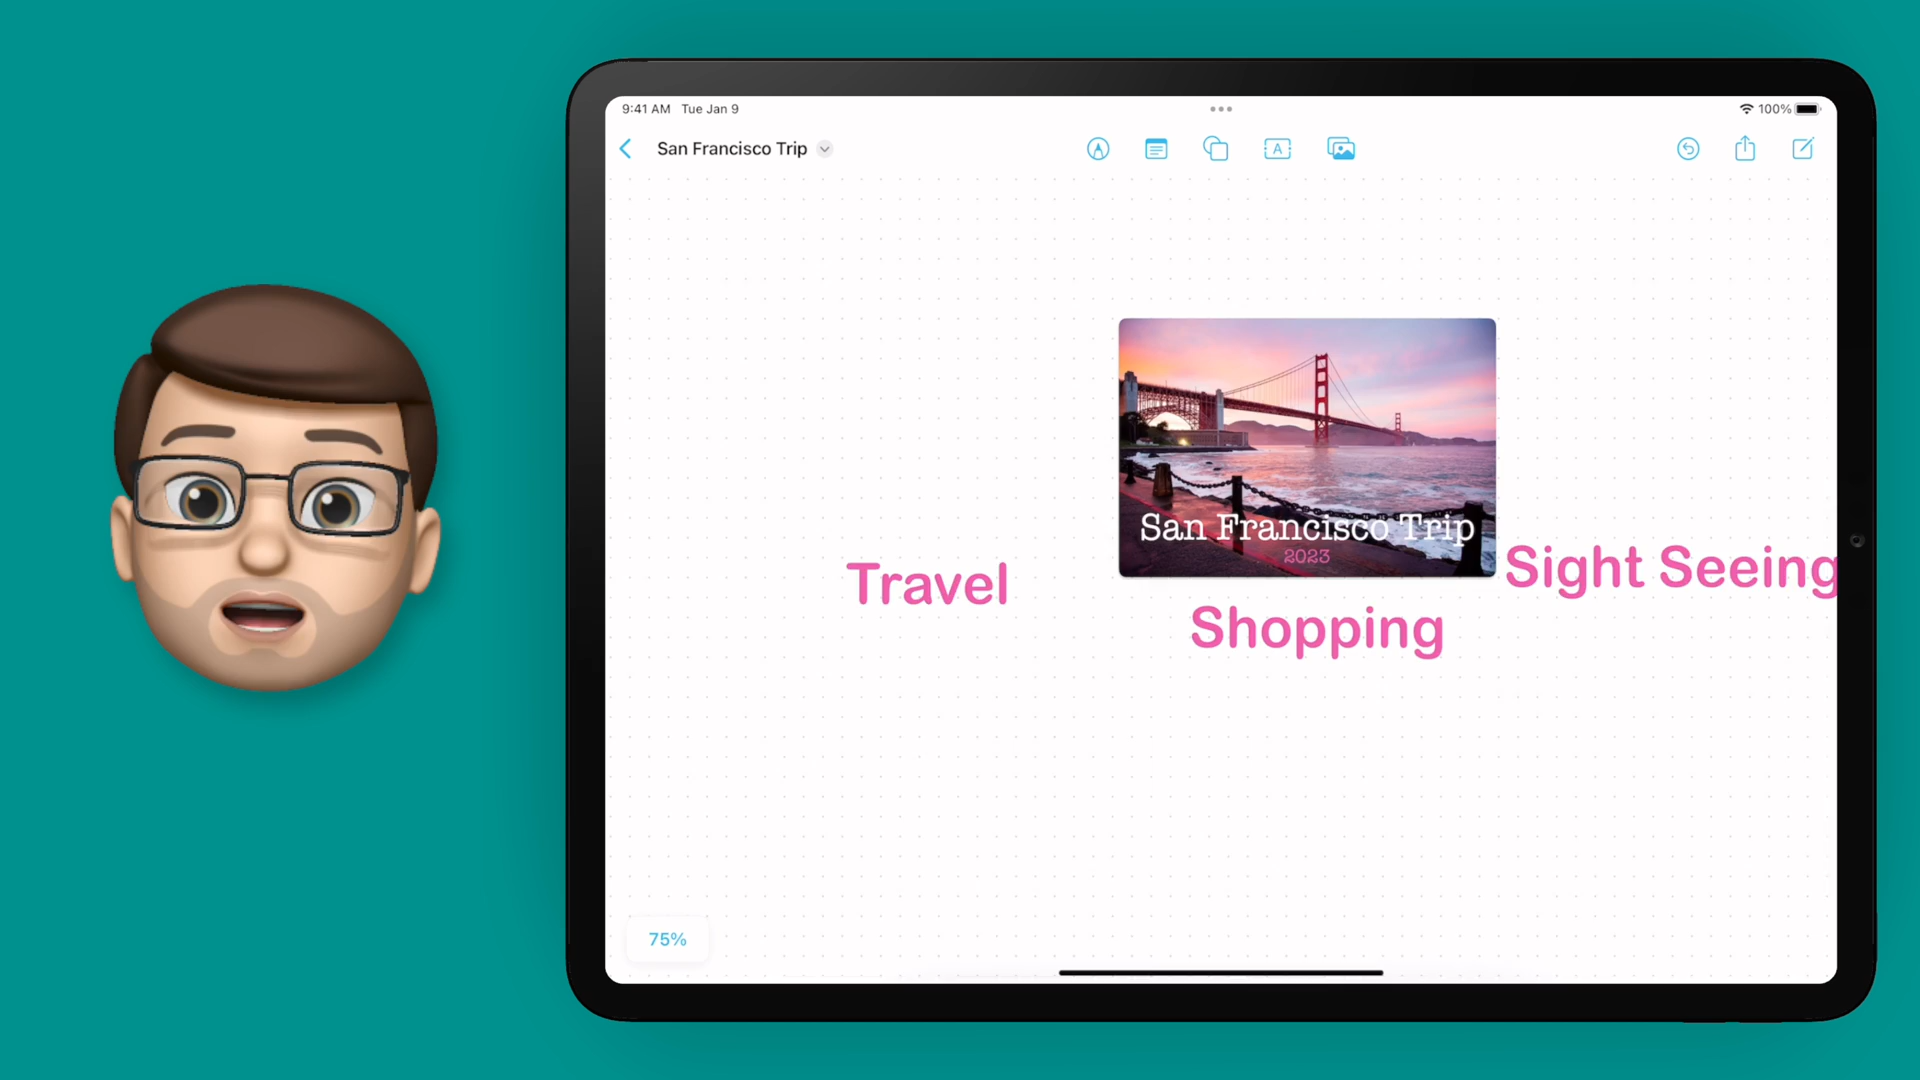 9:41 AM Tue Jan 9
100%
San Francisco Trip
A
San Francisco Trip
2023
Travel
Sight Seeing
Shopping
75%